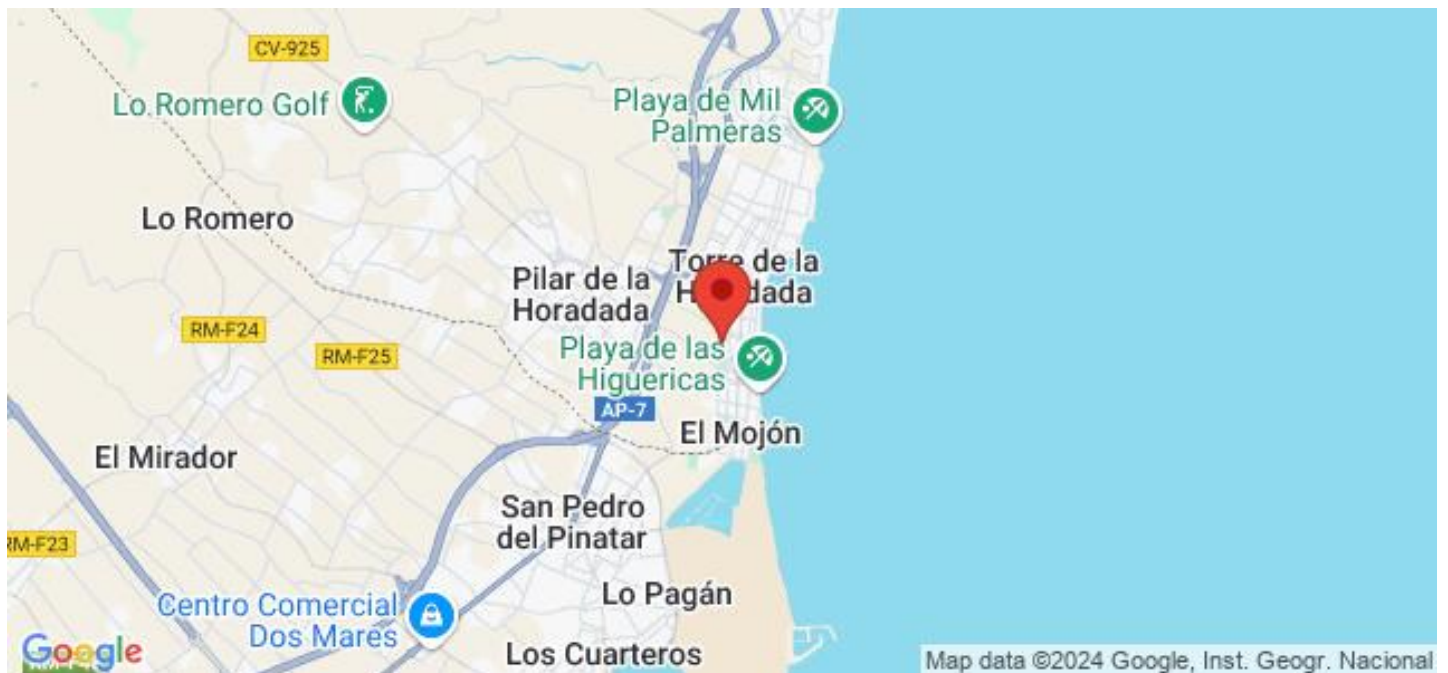 CV-925
Lo Romero Golf
Playa de Mil
Palmeras
Lo Romero
Torre de la
Horadada
Pilar de la
Horadada
RM-F24
RM-F25
Playa de las
Higuericas
AP-7
El Mojón
El Mirador
San Pedro
del Pinatar
RM-F23
Lo Pagán
Centro Comercial
Dos Mares
Los Cuarteros
Google
Map data ©2024 Google, Inst. Geogr. Nacional